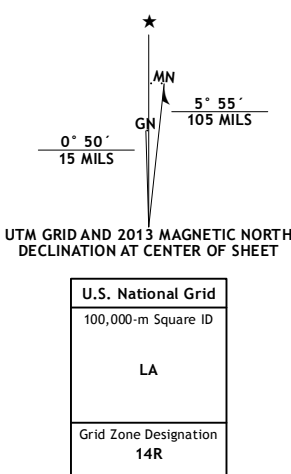 ★
MN
GN
5° 55´
105 MILS
0° 50´
15 MILS
UTM GRID AND 2013 MAGNETIC NORTH
DECLINATION AT CENTER OF SHEET
U.S. National Grid
100,000-m Square ID
LA
Grid Zone Designation
14R